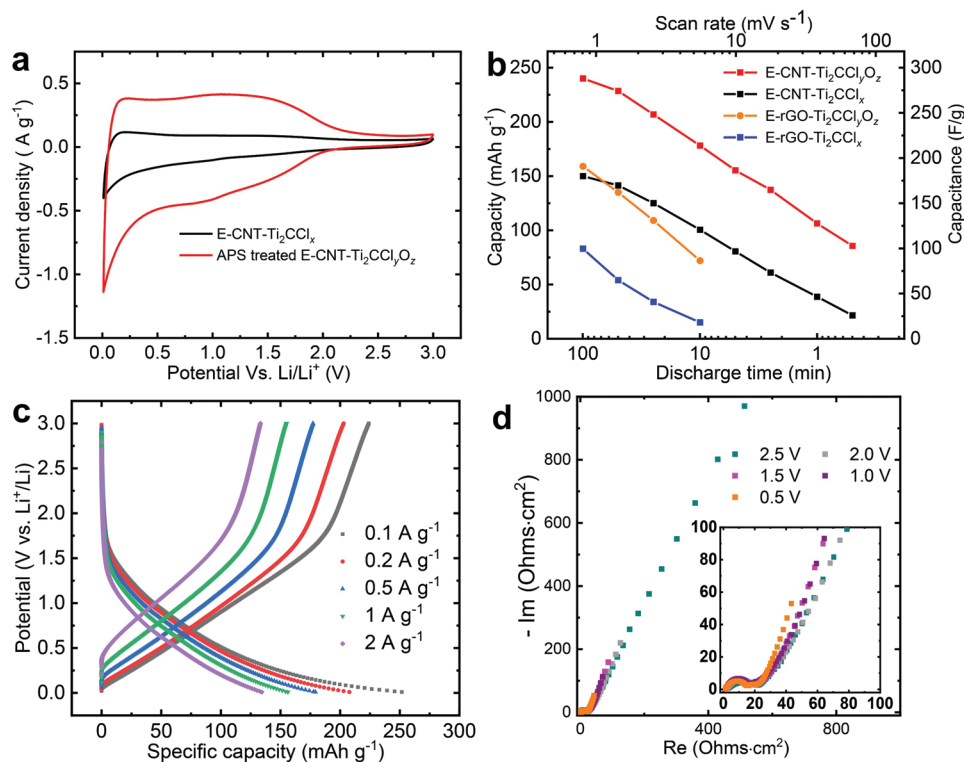 a
0.5
0.0
-0.5
-1.0
-1.5
Current density ( A g⁻¹)
E-CNT-Ti₂CClₓ
APS treated E-CNT-Ti₂CClᵧO_z
0.0 0.5 1.0 1.5 2.0 2.5 3.0
Potential Vs. Li/Li⁺ (V)
b
Scan rate (mV s⁻¹)
1 10 100
250
200
150
100
50
0
Capacity (mAh g⁻¹)
E-CNT-Ti₂CClᵧO_z
E-CNT-Ti₂CClₓ
E-rGO-Ti₂CClᵧO_z
E-rGO-Ti₂CClₓ
300
250
200
150
100
50
0
Capacitance (F/g)
100 10 1
Discharge time (min)
c
3.0
2.5
2.0
1.5
1.0
0.5
0.0
Potential (V vs. Li⁺/Li)
0.1 A g⁻¹
0.2 A g⁻¹
0.5 A g⁻¹
1 A g⁻¹
2 A g⁻¹
0 50 100 150 200 250 300
Specific capacity (mAh g⁻¹)
d
1000
800
600
400
200
0
- Im (Ohms·cm²)
2.5 V 2.0 V
1.5 V 1.0 V
0.5 V
100
80
60
40
20
0
0 20 40 60 80 100
0 400 800
Re (Ohms·cm²)